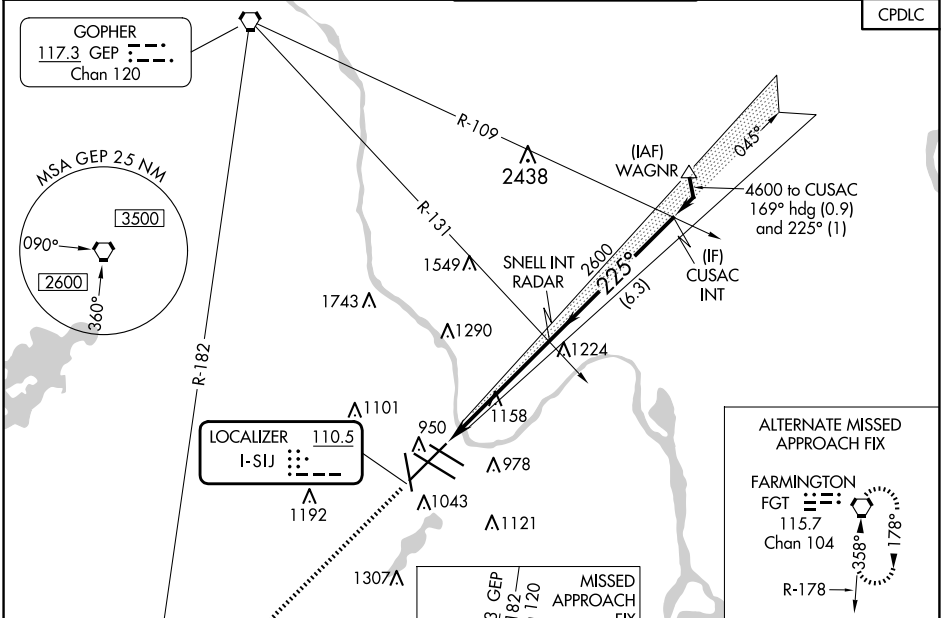 CPDLC
GOPHER
117.3 GEP
Chan 120
MSA GEP 25 NM
3500
090°
2600
360°
R-109
R-131
R-182
2438
(IAF)
WAGNR
045°
4600 to CUSAC
169° hdg (0.9)
and 225° (1)
(IF)
CUSAC
INT
SNELL INT
RADAR
2600
225°
(6.3)
1549
1743
1290
1224
1158
1101
950
978
LOCALIZER 110.5
I-SIJ
1192
1043
1121
1307
ALTERNATE MISSED
APPROACH FIX
FARMINGTON
FGT
115.7
Chan 104
358°
178°
R-178
MISSED
APPROACH
FIX
GEP
182
120